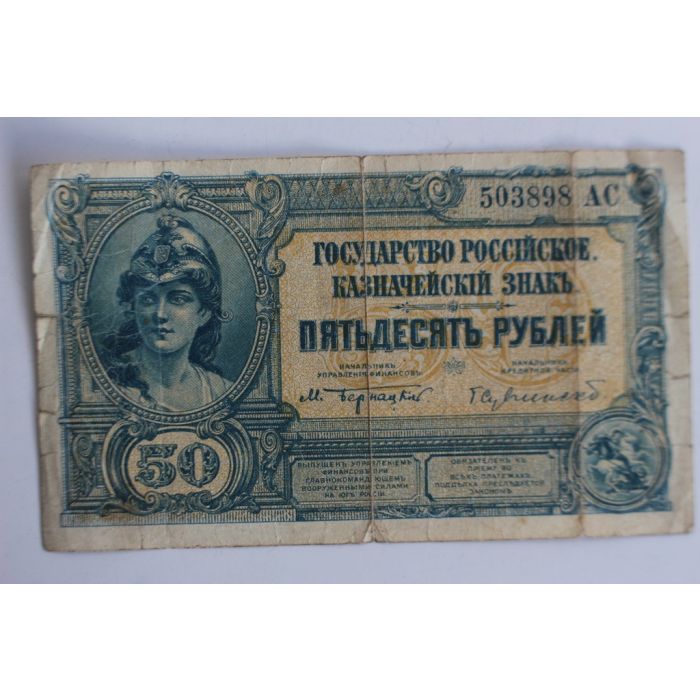 503898 АС
ГОСУДАРСТВО РОССІЙСКОЕ.
КАЗНАЧЕЙСКІЙ ЗНАКЪ
ПЯТЬДЕСЯТЪ РУБЛЕЙ
НАЧАЛЬНИКЪ
УПРАВЛЕНІЯ ФИНАНСОВЪ
НАЧАЛЬНИКЪ
КРЕДИТНОЙ ЧАСТИ
М. Бернацкій
50
ВЫПУЩЕНЪ УПРАВЛЕНІЕМЪ
ФИНАНСОВЪ ПРИ
ГЛАВНОКОМАНДУЮЩЕМЪ
ВООРУЖЕННЫМИ СИЛАМИ
НА ЮГѢ РОССІИ
ОБЯЗАТЕЛЕНЪ КЪ
ПРІЕМУ ВО
ВСѢХЪ ПЛАТЕЖАХЪ
ПОДДѢЛКА ПРЕСЛѢДУЕТСЯ
ЗАКОНОМЪ